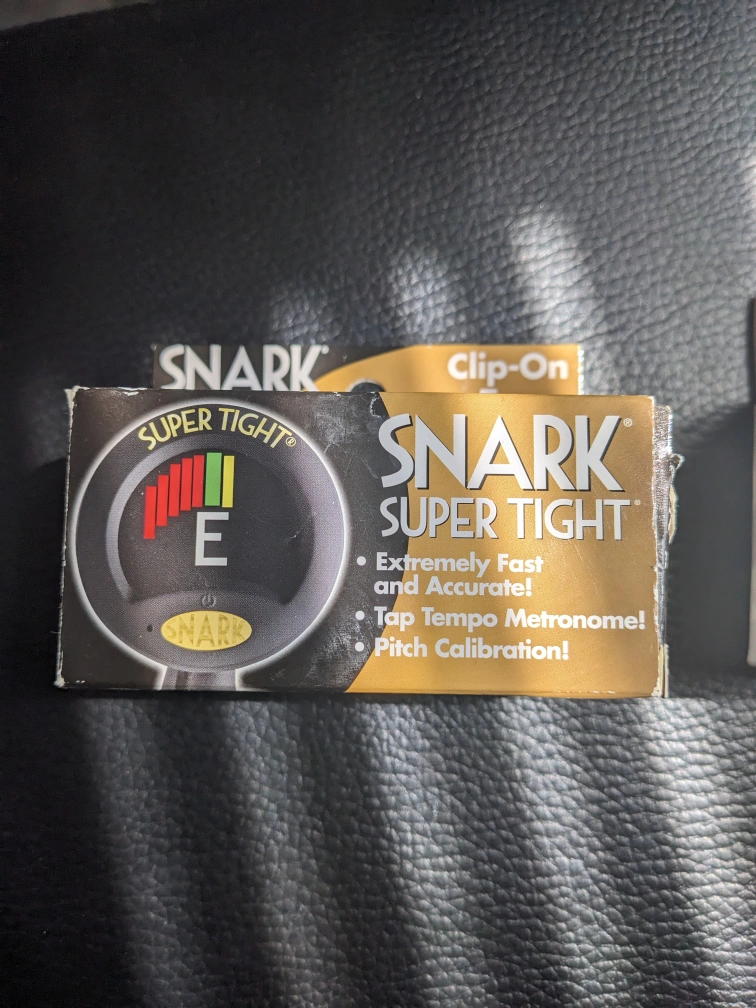 SNARK®
Clip-On
SUPER TIGHT®
E
SNARK
SNARK®
SUPER TIGHT®
• Extremely Fast
and Accurate!
• Tap Tempo Metronome!
• Pitch Calibration!